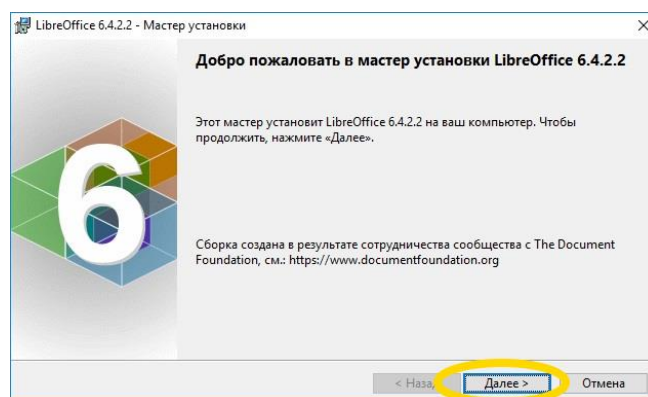 LibreOffice 6.4.2.2 - Мастер установки
Добро пожаловать в мастер установки LibreOffice 6.4.2.2
Этот мастер установит LibreOffice 6.4.2.2 на ваш компьютер. Чтобы
продолжить, нажмите «Далее».
6
Сборка создана в результате сотрудничества сообщества с The Document
Foundation, см.: https://www.documentfoundation.org
< Назад Далее > Отмена